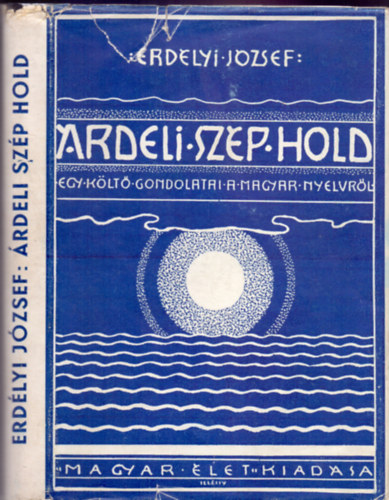 ERDÉLYI JÓZSEF: ÁRDELI SZÉP HOLD
:ERDÉLYI·JÓZSEF:
ÁRDELI·SZÉP·HOLD
·EGY·KÖLTŐ·GONDOLATAI·A·MAGYAR·NYELVRŐL·
"MAGYAR·ÉLET"KIADÁSA